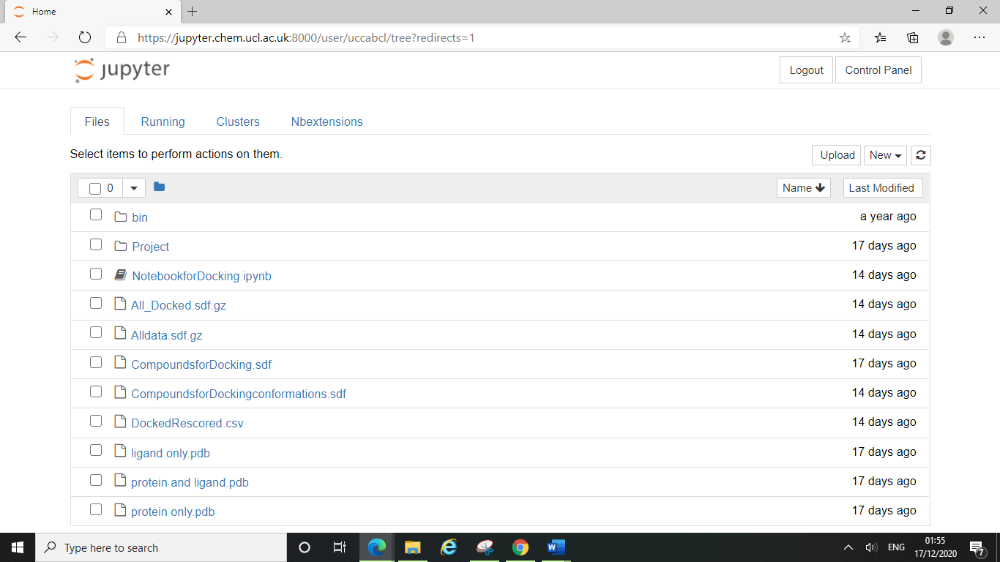 Home
https://jupyter.chem.ucl.ac.uk:8000/user/uccabcl/tree?redirects=1
jupyter
Logout
Control Panel
Files
Running
Clusters
Nbextensions
Select items to perform actions on them.
Upload
New
0
Name
Last Modified
bin a year ago
Project 17 days ago
NotebookforDocking.ipynb 14 days ago
All_Docked.sdf.gz 14 days ago
Alldata.sdf.gz 14 days ago
CompoundsforDocking.sdf 17 days ago
CompoundsforDockingconformations.sdf 14 days ago
DockedRescored.csv 14 days ago
ligand only.pdb 17 days ago
protein and ligand.pdb 17 days ago
protein only.pdb 17 days ago
Type here to search
ENG
01:55
17/12/2020
7